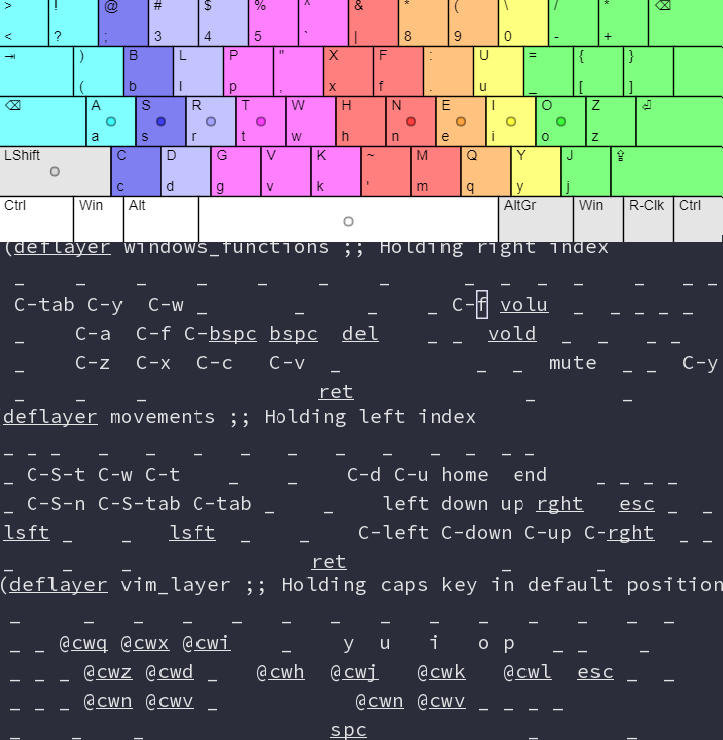 > ! @ # $ % ^ & * ( \ / * ⌫
< ? ; 3 4 5 ` | 8 9 0 - +
⇥ ) B L P " X F : U = { }
( b l p , x f . u _ [ ]
⌫ A S R T W H N E I O Z ⏎
a s r t w h n e i o z
LShift C D G V K ~ M Q Y J ⇪
c d g v k ' m q y j
Ctrl Win Alt AltGr Win R-Clk Ctrl
(deflayer windows_functions ;; Holding right index
_ _ _ _ _ _ _ _ _ _ _ _ _ _
C-tab C-y C-w _ _ _ _ C-f volu _ _ _ _ _
_ C-a C-f C-bspc bspc del _ _ vold _ _ _ _
_ C-z C-x C-c C-v _ _ _ mute _ _ C-y
_ _ _ ret _ _
deflayer movements ;; Holding left index
_ _ _ _ _ _ _ _ _ _ _ _ _ _
_ C-S-t C-w C-t _ _ C-d C-u home end _ _ _ _
_ C-S-n C-S-tab C-tab _ _ left down up rght esc _ _
lsft _ _ lsft _ _ C-left C-down C-up C-rght _ _
_ _ _ ret _ _
(deflayer vim_layer ;; Holding caps key in default position
_ _ _ _ _ _ _ _ _ _ _ _ _ _
_ _ @cwq @cwx @cwi _ y u i o p _ _ _
_ _ _ @cwz @cwd _ @cwh @cwj @cwk @cwl esc _ _
_ _ _ @cwn @cwv _ @cwn @cwv _ _ _ _
_ _ _ spc _ _